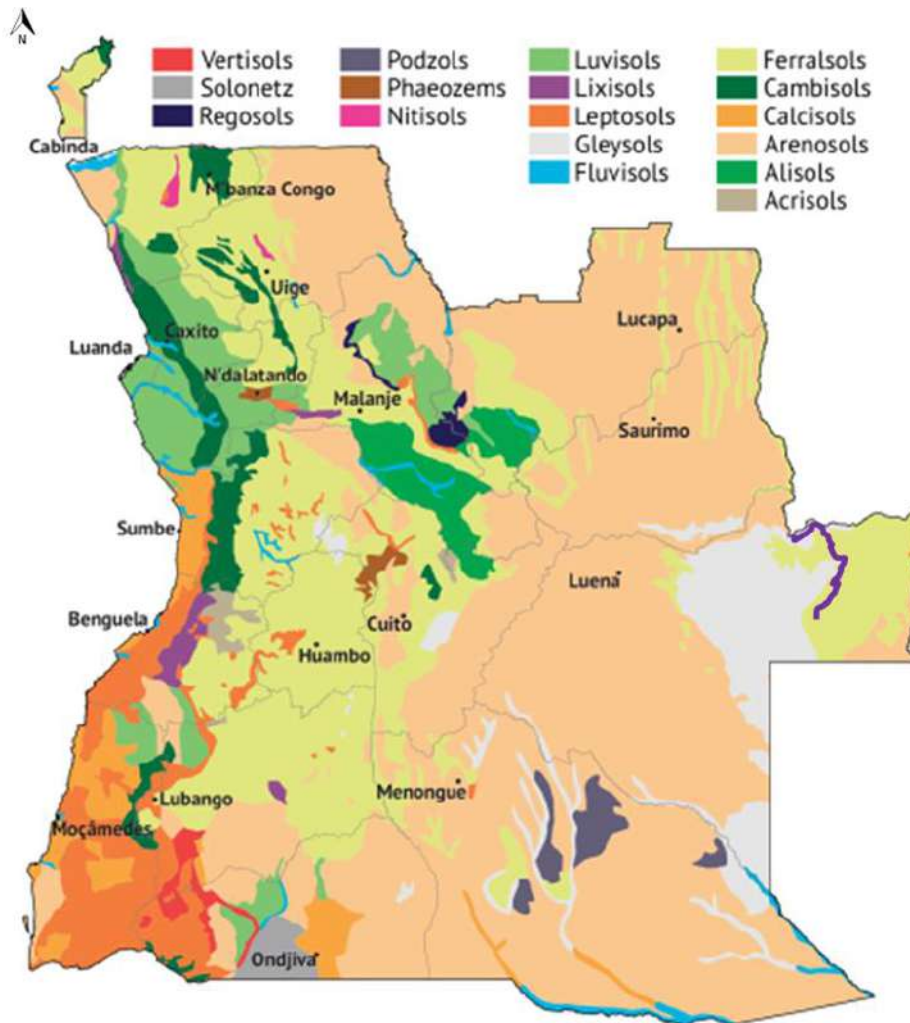 N
Vertisols
Solonetz
Regosols
Podzols
Phaeozems
Nitisols
Luvisols
Lixisols
Leptosols
Gleysols
Fluvisols
Ferralsols
Cambisols
Calcisols
Arenosols
Alisols
Acrisols
Cabinda
M'banza Congo
Uige
Lucapa
Caxito
Luanda
N'dalatando
Malanje
Saurimo
Sumbe
Luena
Benguela
Cuito
Huambo
Menongue
Lubango
Moçâmedes
Ondjiva